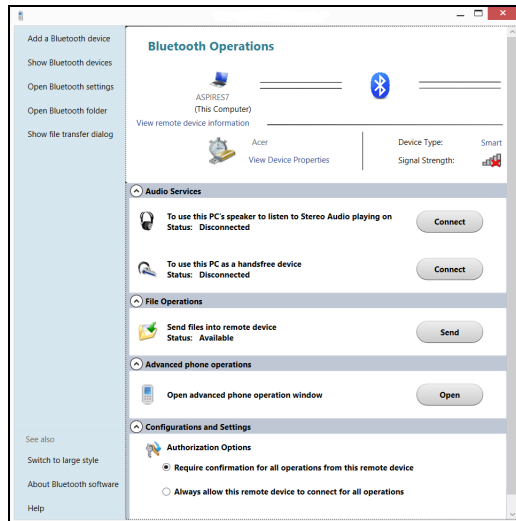 Add a Bluetooth device
Show Bluetooth devices
Open Bluetooth settings
Open Bluetooth folder
Show file transfer dialog
Bluetooth Operations
ASPIRES7
(This Computer)
View remote device information
Acer
View Device Properties
Device Type: Smart
Signal Strength:
Audio Services
To use this PC's speaker to listen to Stereo Audio playing on
Status: Disconnected
Connect
To use this PC as a handsfree device
Status: Disconnected
Connect
File Operations
Send files into remote device
Status: Available
Send
Advanced phone operations
Open advanced phone operation window
Open
Configurations and Settings
Authorization Options
Require confirmation for all operations from this remote device
Always allow this remote device to connect for all operations
See also
Switch to large style
About Bluetooth software
Help